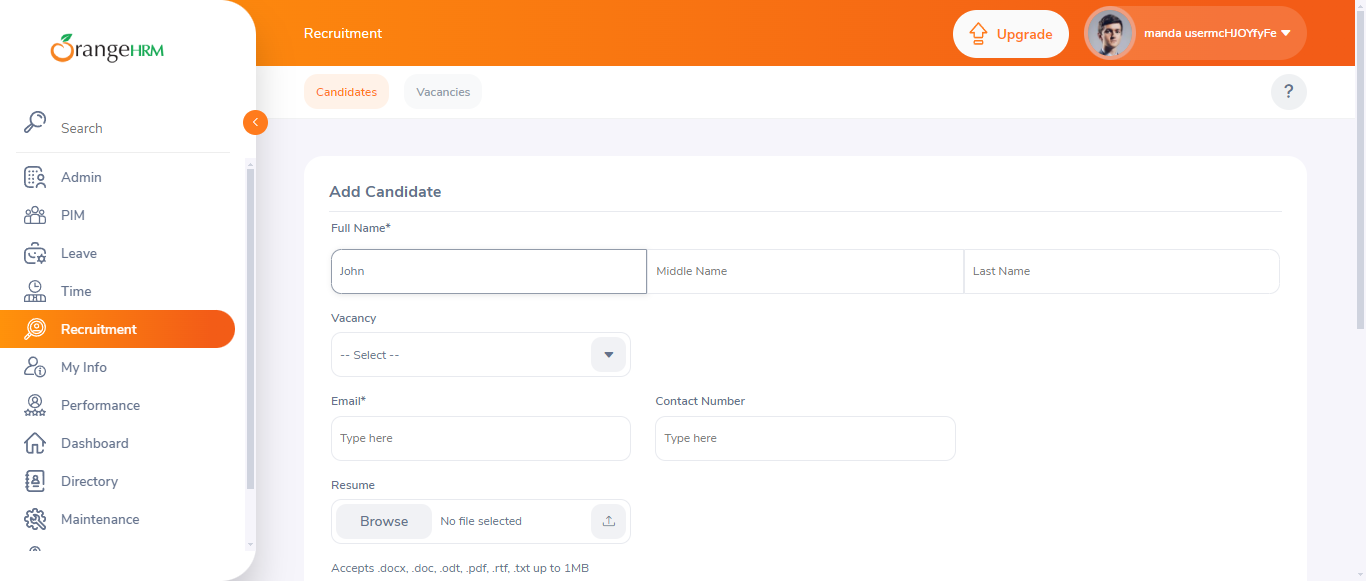 OrangeHRM
Recruitment
Upgrade
manda usermcHJOYfyFe
Candidates
Vacancies
?
Search
Admin
PIM
Leave
Time
Recruitment
My Info
Performance
Dashboard
Directory
Maintenance
Add Candidate
Full Name*
John
Middle Name
Last Name
Vacancy
-- Select --
Email*
Contact Number
Type here
Type here
Resume
Browse
No file selected
Accepts .docx, .doc, .odt, .pdf, .rtf, .txt up to 1MB